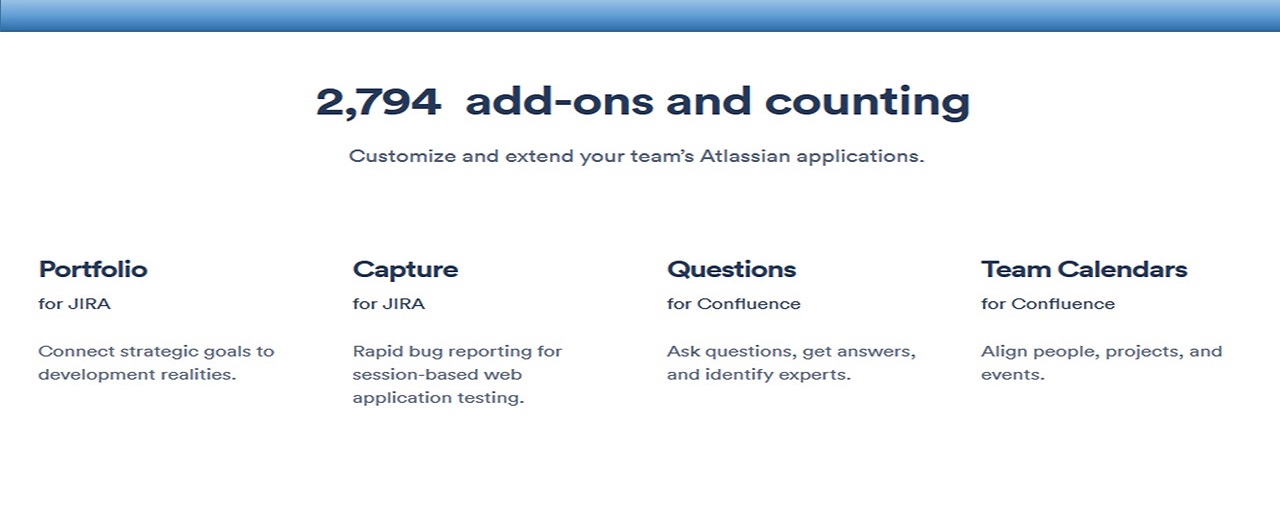 2,794 add-ons and counting
Customize and extend your team’s Atlassian applications.
Portfolio
for JIRA
Connect strategic goals to
development realities.
Capture
for JIRA
Rapid bug reporting for
session-based web
application testing.
Questions
for Confluence
Ask questions, get answers,
and identify experts.
Team Calendars
for Confluence
Align people, projects, and
events.